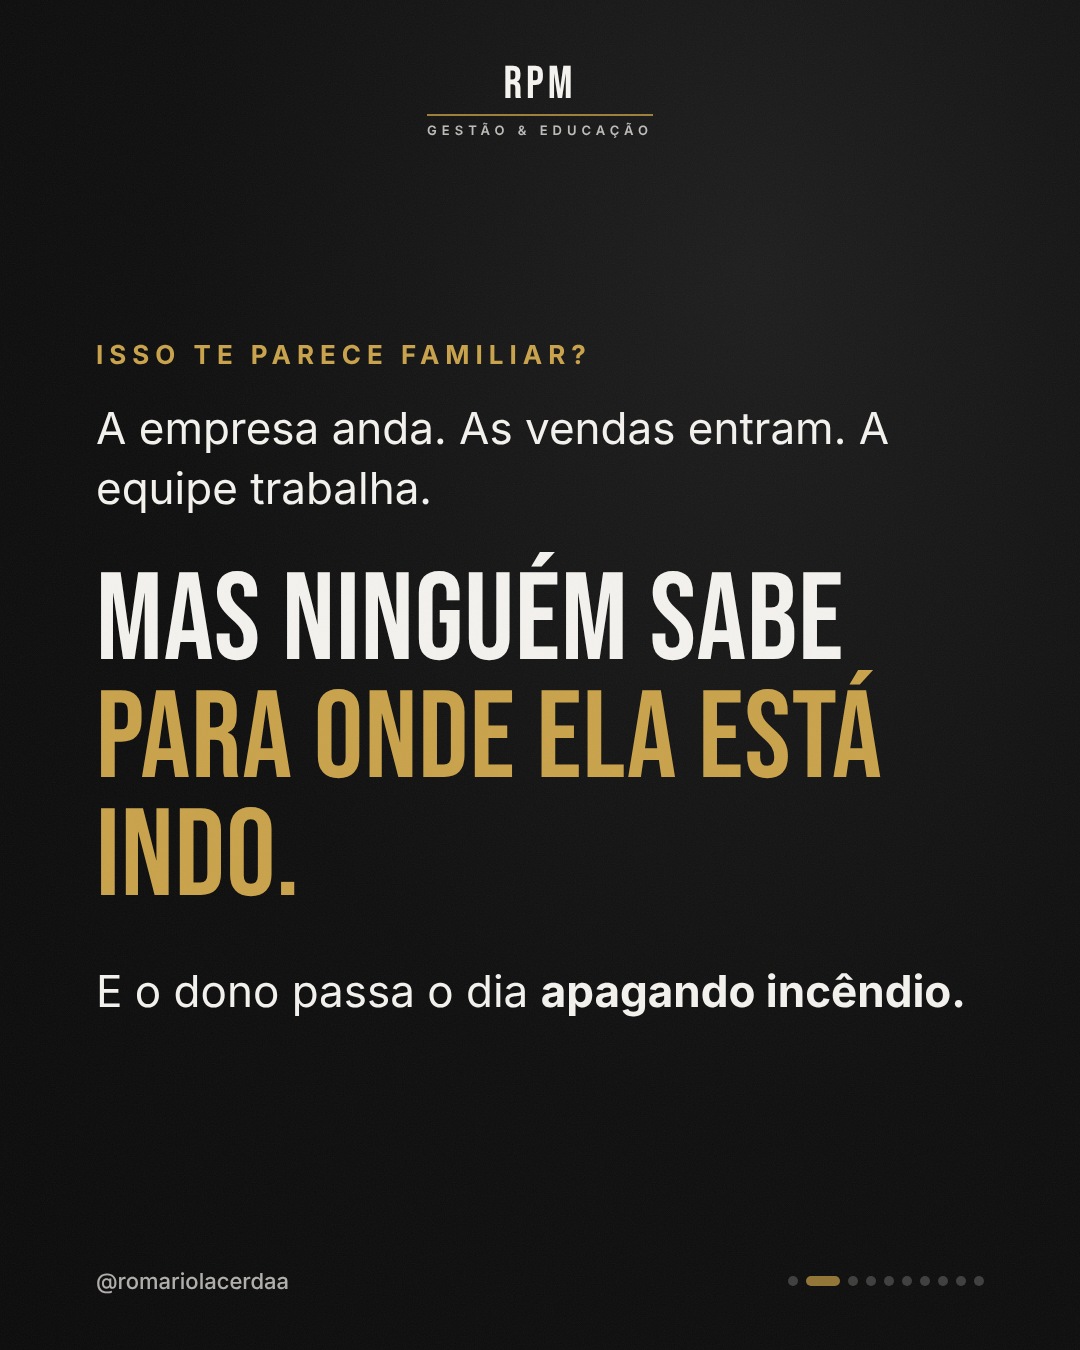 RPM
GESTÃO & EDUCAÇÃO
ISSO TE PARECE FAMILIAR?
A empresa anda. As vendas entram. A
equipe trabalha.
MAS NINGUÉM SABE
PARA ONDE ELA ESTÁ
INDO.
E o dono passa o dia apagando incêndio.
@romariolacerdaa